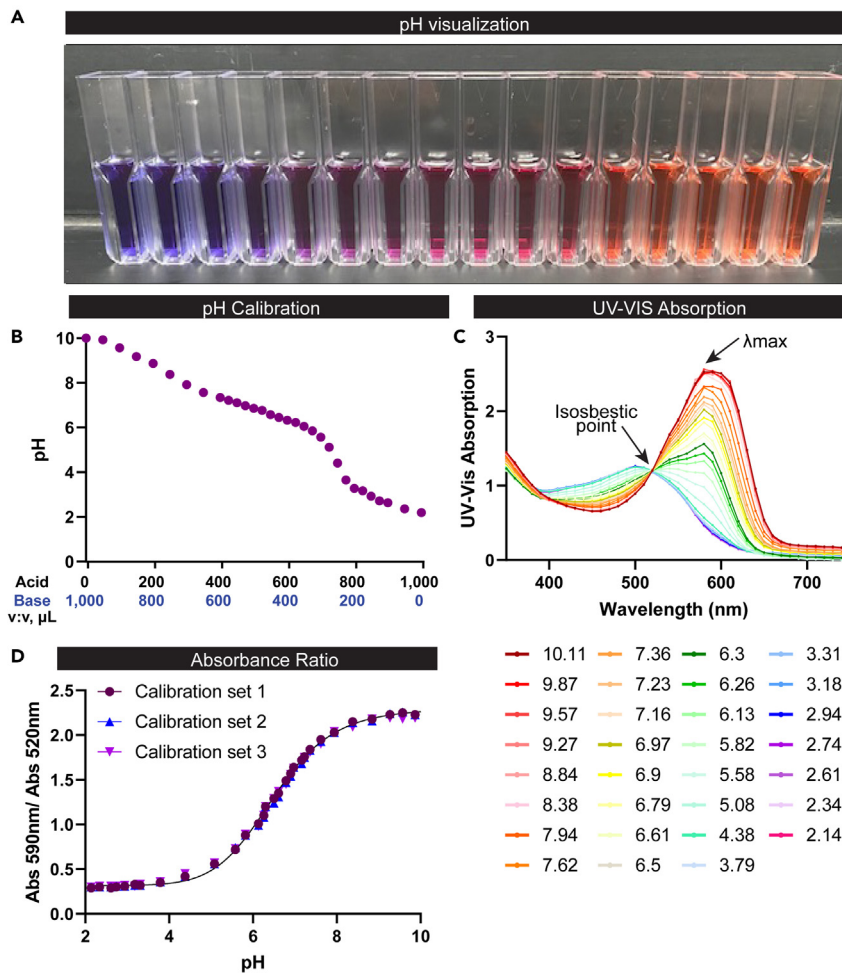 A
pH visualization
pH Calibration
B
pH
10
8
6
4
2
0
Acid 0 200 400 600 800 1,000
Base 1,000 800 600 400 200 0
v:v, µL
UV-VIS Absorption
C
UV-Vis Absorption
3
2
1
0
λmax
Isosbestic
point
400 500 600 700
Wavelength (nm)
D
Absorbance Ratio
Abs 590nm/ Abs 520nm
2.5
2.0
1.5
1.0
0.5
0.0
Calibration set 1
Calibration set 2
Calibration set 3
2 4 6 8 10
pH
10.11 7.36 6.3 3.31
9.87 7.23 6.26 3.18
9.57 7.16 6.13 2.94
9.27 6.97 5.82 2.74
8.84 6.9 5.58 2.61
8.38 6.79 5.08 2.34
7.94 6.61 4.38 2.14
7.62 6.5 3.79